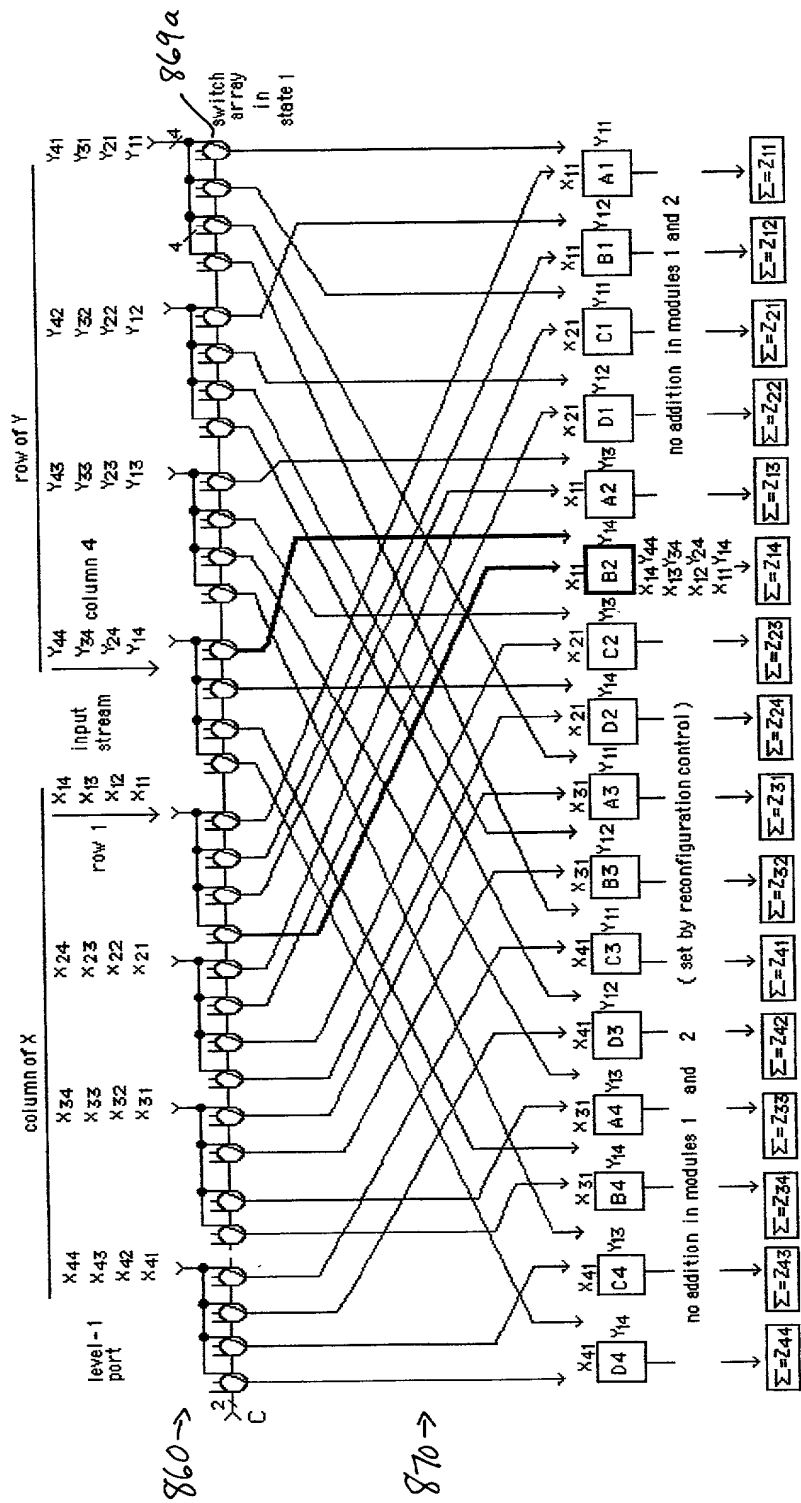 869a
column of X
row of Y
level-1
port
X44
X43
X42
X41
X34
X33
X32
X31
X24
X23
X22
X21
X14
X13
X12
X11
row 1
input
stream
Y44
Y34
Y24
Y14
column 4
Y43
Y33
Y23
Y13
Y42
Y32
Y22
Y12
Y41
Y31
Y21
Y11
4
4
switch
array
in
state 1
860
2
C
870
X41 Y14
D4
X41 Y13
C4
X31 Y14
B4
X31 Y13
A4
X41 Y12
D3
X41 Y11
C3
X31 Y12
B3
X31 Y11
A3
X21 Y14
D2
X21 Y13
C2
X11 Y14
B2
X11 Y13
A2
X21 Y12
D1
X21 Y11
C1
X11 Y12
B1
X11 Y11
A1
X14Y44
X13Y34
X12Y24
X11Y14
no addition in modules 1 and 2 ( set by reconfiguration control )
no addition in modules 1 and 2
Σ=Z44
Σ=Z43
Σ=Z34
Σ=Z33
Σ=Z42
Σ=Z41
Σ=Z32
Σ=Z31
Σ=Z24
Σ=Z23
Σ=Z14
Σ=Z13
Σ=Z22
Σ=Z21
Σ=Z12
Σ=Z11